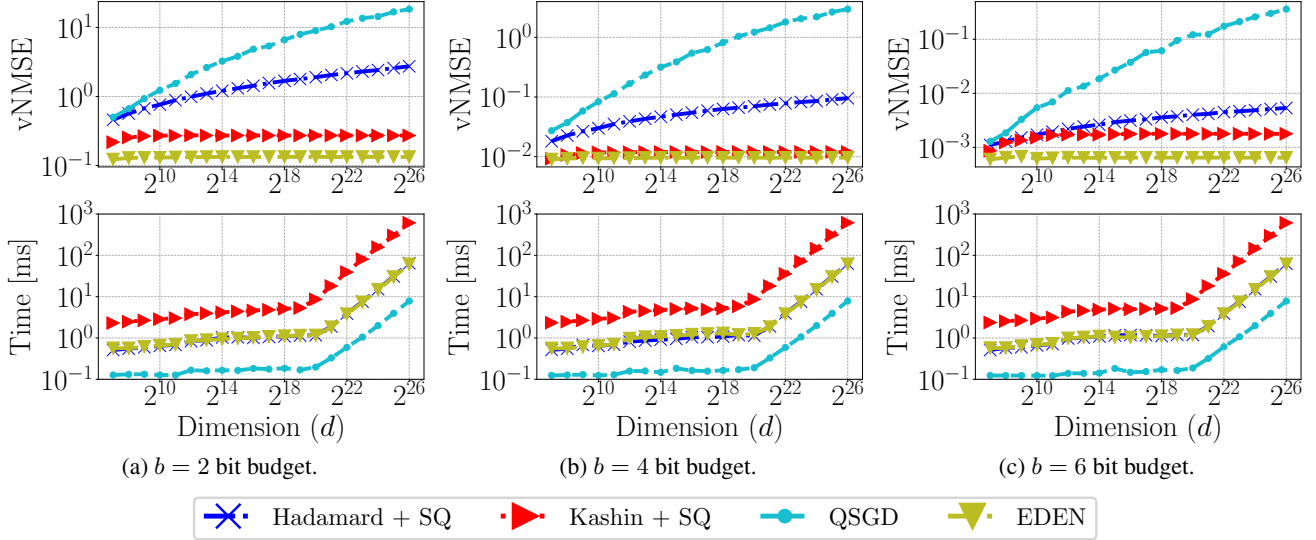 vNMSE
10^1
10^0
10^-1
2^10 2^14 2^18 2^22 2^26
vNMSE
10^0
10^-1
10^-2
2^10 2^14 2^18 2^22 2^26
vNMSE
10^-1
10^-2
10^-3
2^10 2^14 2^18 2^22 2^26
Time [ms]
10^3
10^2
10^1
10^0
10^-1
2^10 2^14 2^18 2^22 2^26
Dimension (d)
Time [ms]
10^3
10^2
10^1
10^0
10^-1
2^10 2^14 2^18 2^22 2^26
Dimension (d)
Time [ms]
10^3
10^2
10^1
10^0
10^-1
2^10 2^14 2^18 2^22 2^26
Dimension (d)
(a) b = 2 bit budget.
(b) b = 4 bit budget.
(c) b = 6 bit budget.
Hadamard + SQ Kashin + SQ QSGD EDEN